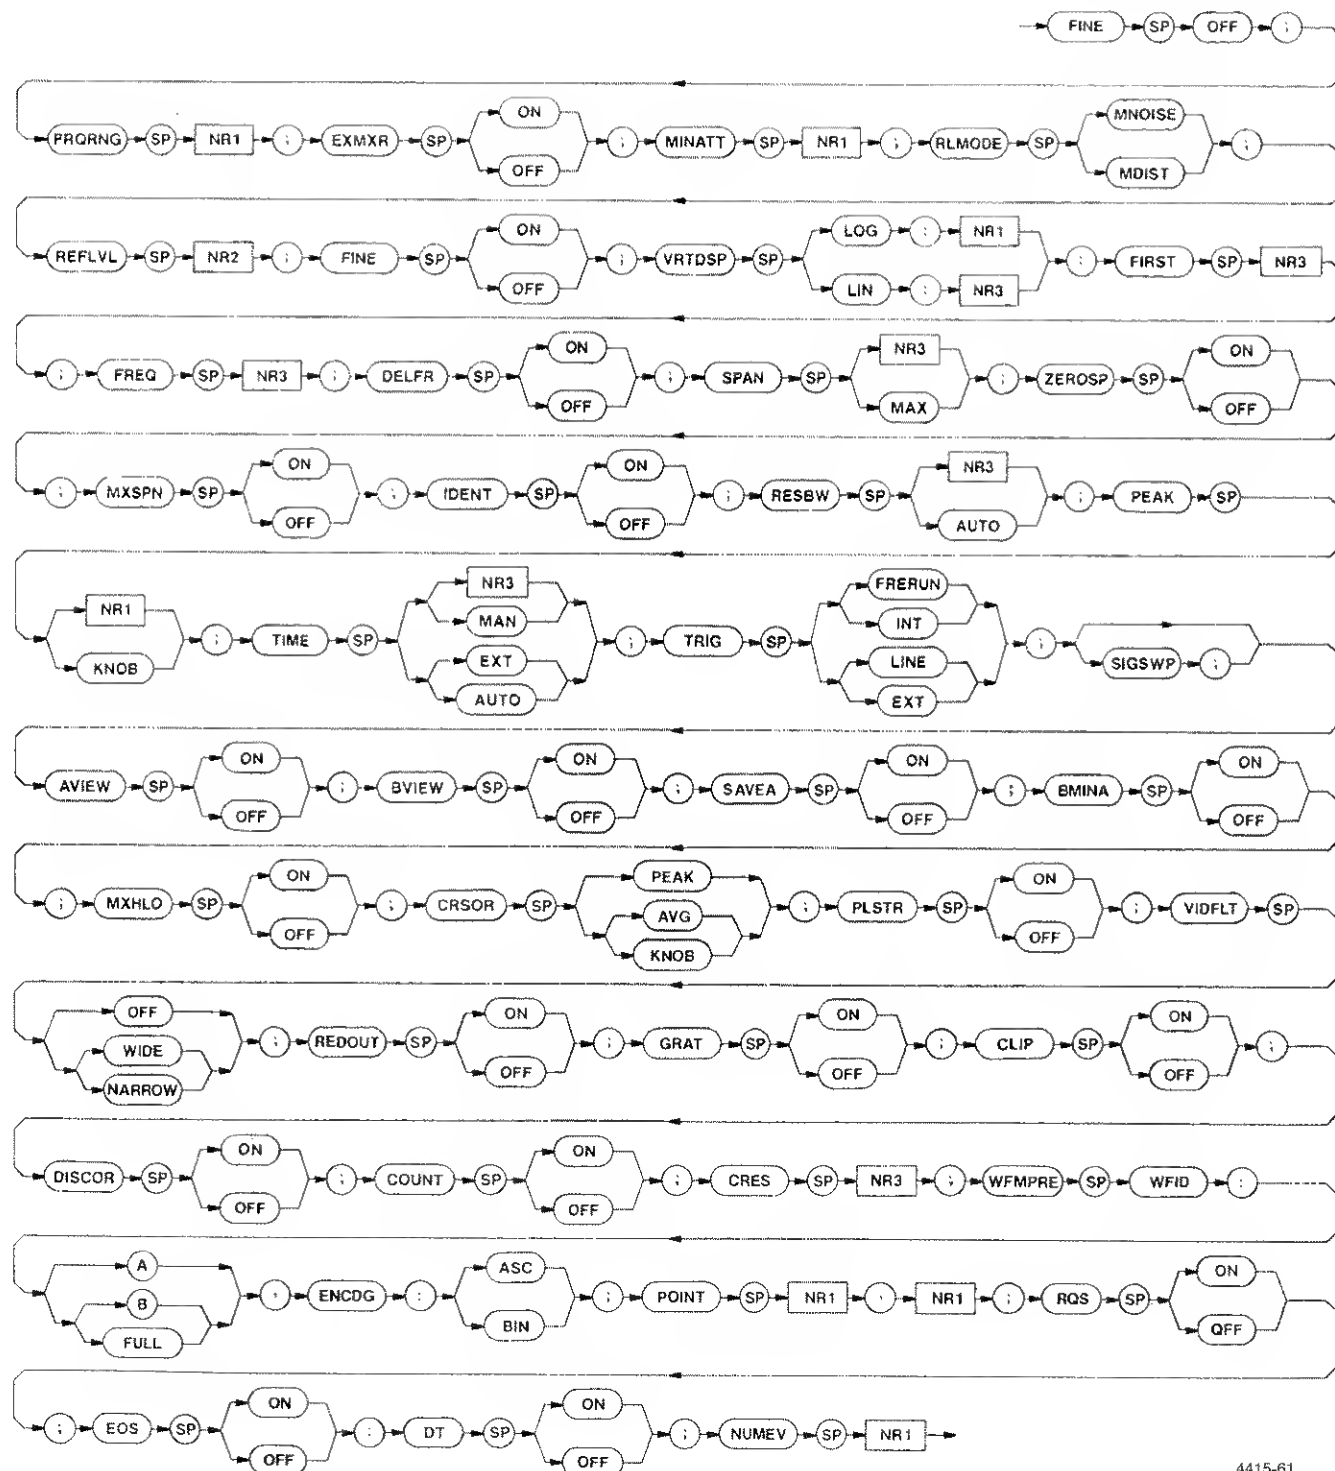 FINE SP OFF ;
PRQRNG SP NR1 ; EXMXR SP ON OFF ; MINATT SP NR1 ; RLMODE SP MNOISE MDIST ;
REFLVL SP NR2 ; FINE SP ON OFF ; VRTDSP SP LOG : NR1 LIN : NR3 ; FIRST SP NR3
; FREQ SP NR3 ; DELFR SP ON OFF ; SPAN SP NR3 MAX ; ZEROSP SP ON OFF
; MXSPN SP ON OFF ; IDENT SP ON OFF ; RESBW SP NR3 AUTO ; PEAK SP
NR1 KNOB ; TIME SP NR3 MAN EXT AUTO ; TRIG SP FRERUN INT LINE EXT ; SIGSWP ;
AVIEW SP ON OFF ; BVIEW SP ON OFF ; SAVEA SP ON OFF ; BMINA SP ON OFF
; MXHLO SP ON OFF ; CRSOR SP PEAK AVG KNOB ; PLSTR SP ON OFF ; VIDFLT SP
OFF WIDE NARROW ; REDOUT SP ON OFF ; GRAT SP ON OFF ; CLIP SP ON OFF ;
DISCOR SP ON OFF ; COUNT SP ON OFF ; CRES SP NR3 ; WFMPRE SP WFID :
A B FULL , ENCDG : ASC BIN ; POINT SP NR1 , NR1 ; RQS SP ON QFF
; EOS SP ON OFF : DT SP ON OFF ; NUMEV SP NR1
4415-61